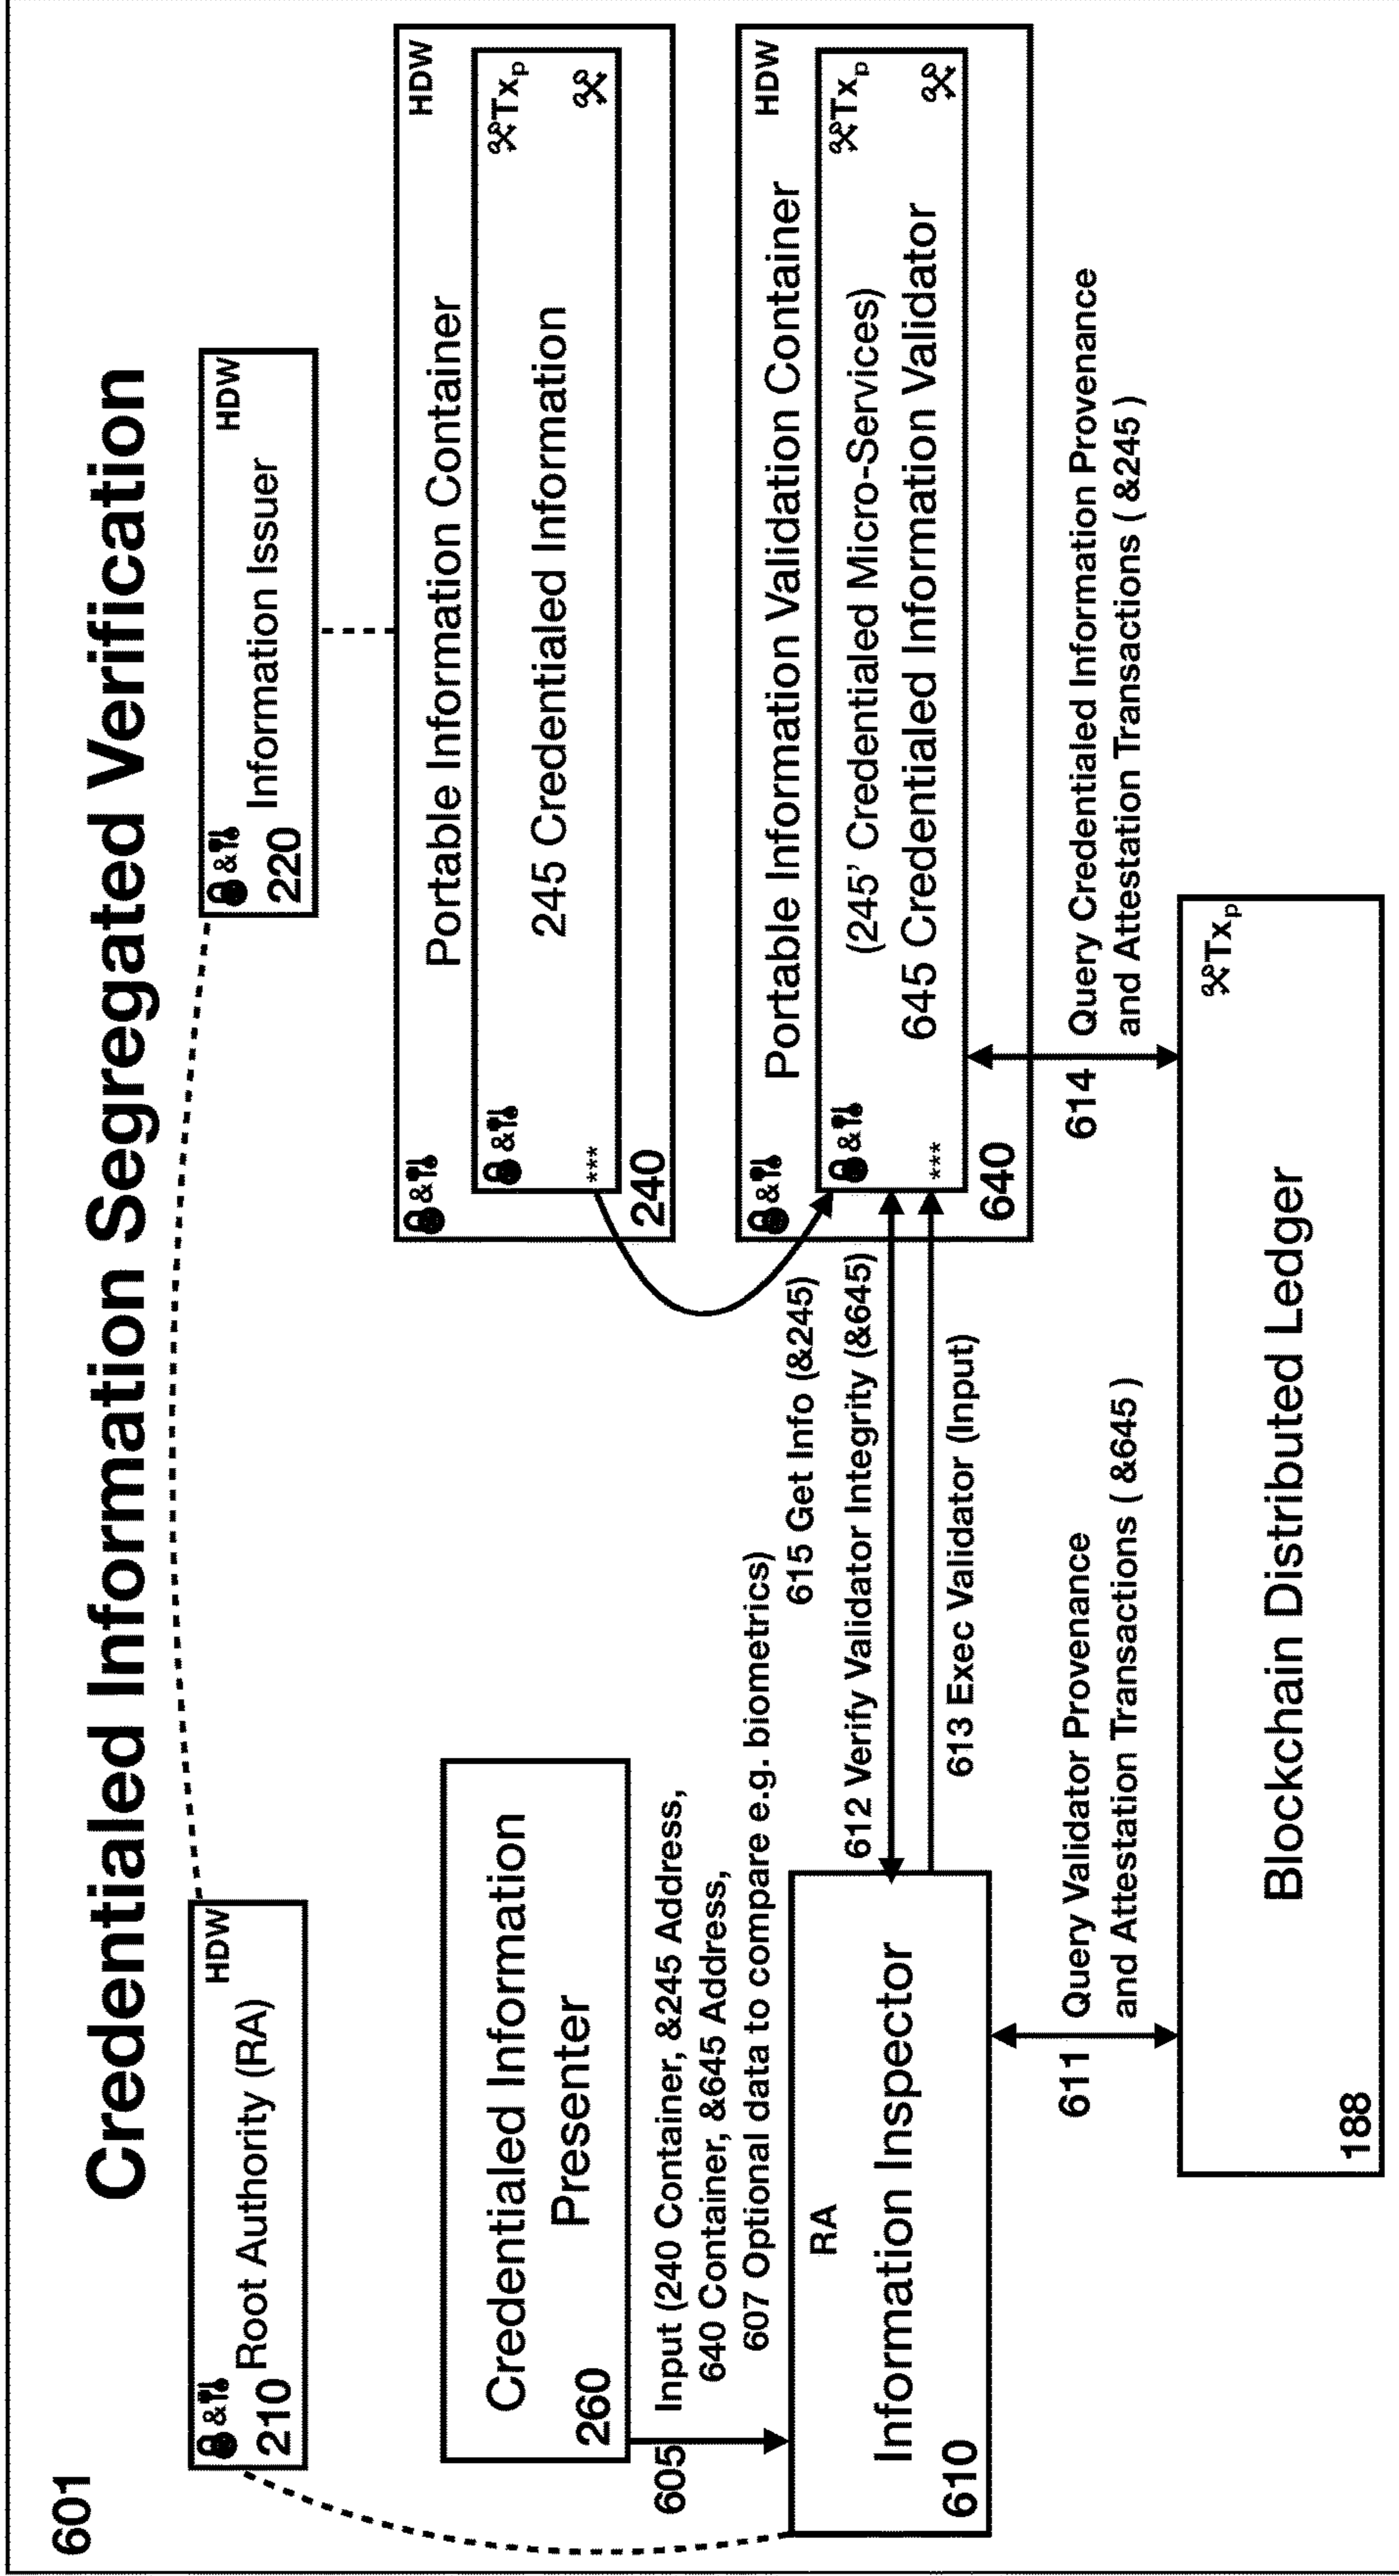 601
Credentialed Information Segregated Verification
&
HDW
210 Root Authority (RA)
&
HDW
220 Information Issuer
Credentialed Information
Presenter
260
Portable Information Container
HDW
&
&
Txp
245 Credentialed Information
***
240
605
Input (240 Container, &245 Address,
640 Container, &645 Address,
607 Optional data to compare e.g. biometrics)
615 Get Info (&245)
Portable Information Validation Container
HDW
&
&
Txp
(245' Credentialed Micro-Services)
645 Credentialed Information Validator
***
640
RA
Information Inspector
610
612 Verify Validator Integrity (&645)
613 Exec Validator (Input)
611 Query Validator Provenance
and Attestation Transactions ( &645 )
614 Query Credentialed Information Provenance
and Attestation Transactions ( &245 )
Txp
Blockchain Distributed Ledger
188